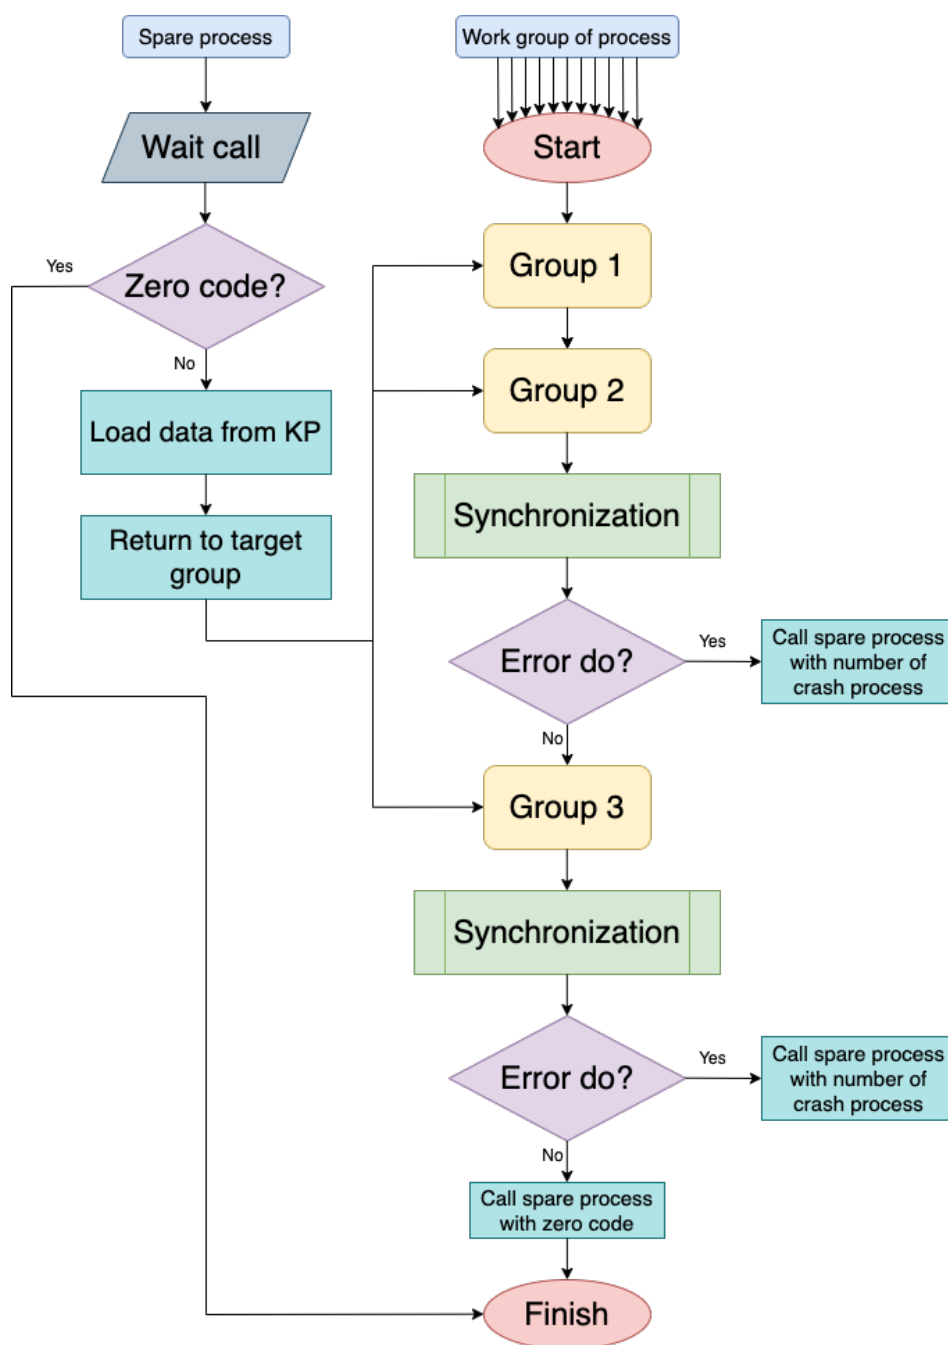 Spare process
Work group of process
Wait call
Start
Yes
Zero code?
Group 1
No
Group 2
Load data from KP
Synchronization
Return to target
group
Error do?
Yes
Call spare process
with number of
crash process
No
Group 3
Synchronization
Error do?
Yes
Call spare process
with number of
crash process
No
Call spare process
with zero code
Finish